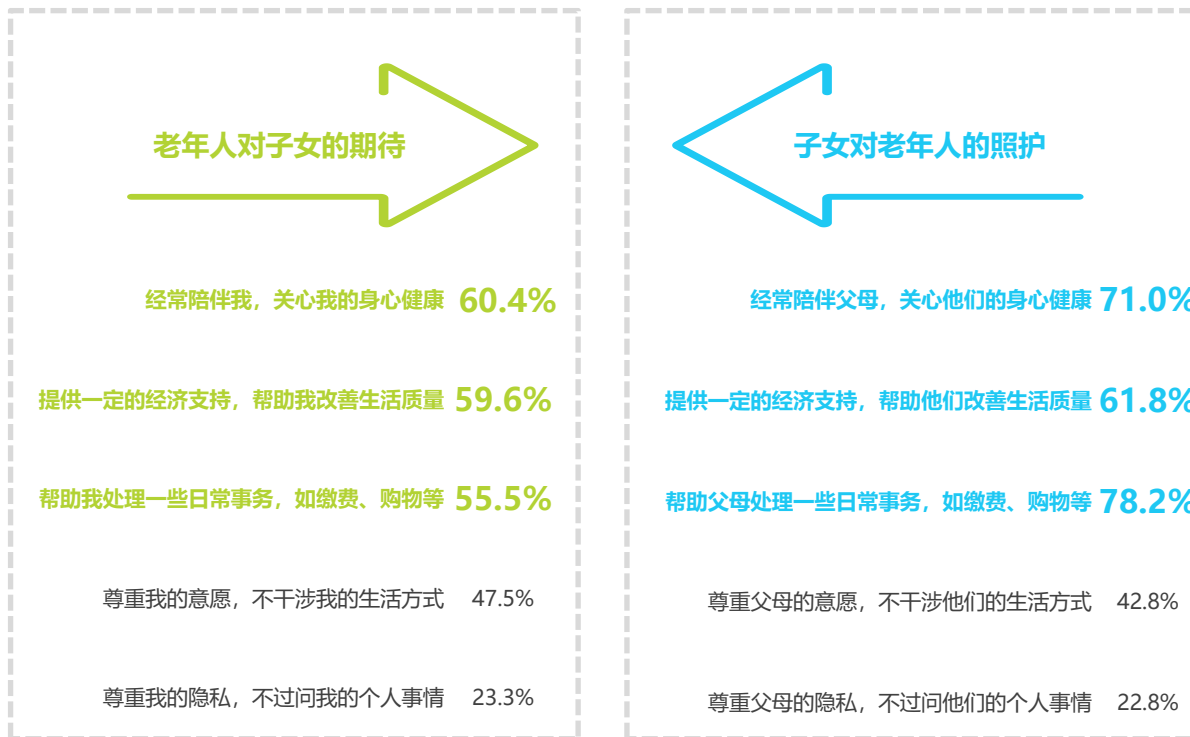 老年人对子女的期待
经常陪伴我，关心我的身心健康 60.4%
提供一定的经济支持，帮助我改善生活质量 59.6%
帮助我处理一些日常事务，如缴费、购物等 55.5%
尊重我的意愿，不干涉我的生活方式 47.5%
尊重我的隐私，不过问我的个人事情 23.3%
子女对老年人的照护
经常陪伴父母，关心他们的身心健康 71.0%
提供一定的经济支持，帮助他们改善生活质量 61.8%
帮助父母处理一些日常事务，如缴费、购物等 78.2%
尊重父母的意愿，不干涉他们的生活方式 42.8%
尊重父母的隐私，不过问他们的个人事情 22.8%